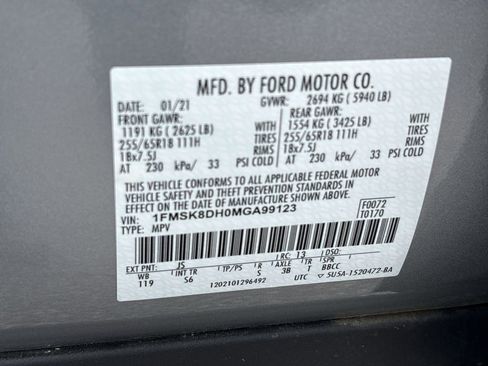 MFD. BY FORD MOTOR CO.
DATE: 01/21 GVWR: 2694 KG ( 5940 LB)
FRONT GAWR: REAR GAWR:
1191 KG ( 2625 LB) WITH 1554 KG ( 3425 LB) WITH
255/65R18 111H TIRES 255/65R18 111H TIRES
18x7.5J RIMS 18x7.5J RIMS
AT 230 kPa/ 33 PSI COLD AT 230 kPa/ 33 PSI COLD
THIS VEHICLE CONFORMS TO ALL APPLICABLE FEDERAL MOTOR
VEHICLE SAFETY AND THEFT PREVENTION STANDARDS IN EFFECT ON
THE DATE OF MANUFACTURE SHOWN ABOVE.
VIN: 1FMSK8DH0MGA99123 F0072
TYPE: MPV T0170
EXT PNT: JS RC: 13 DSO:
WB INT TR TP/PS R AXLE TR SPR
119 S6 S 3B T BBCC
1202101296492 UTC 5U5A-1520472-BA